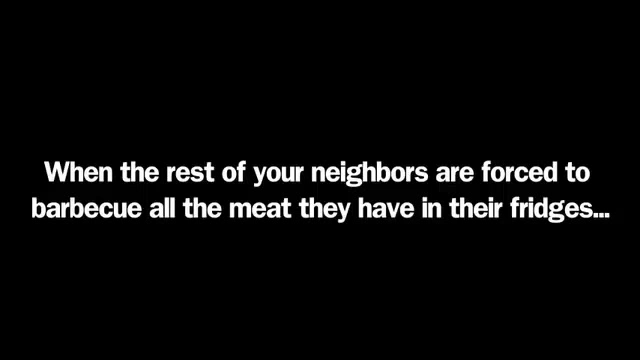 When the rest of your neighbors are forced to
barbecue all the meat they have in their fridges...